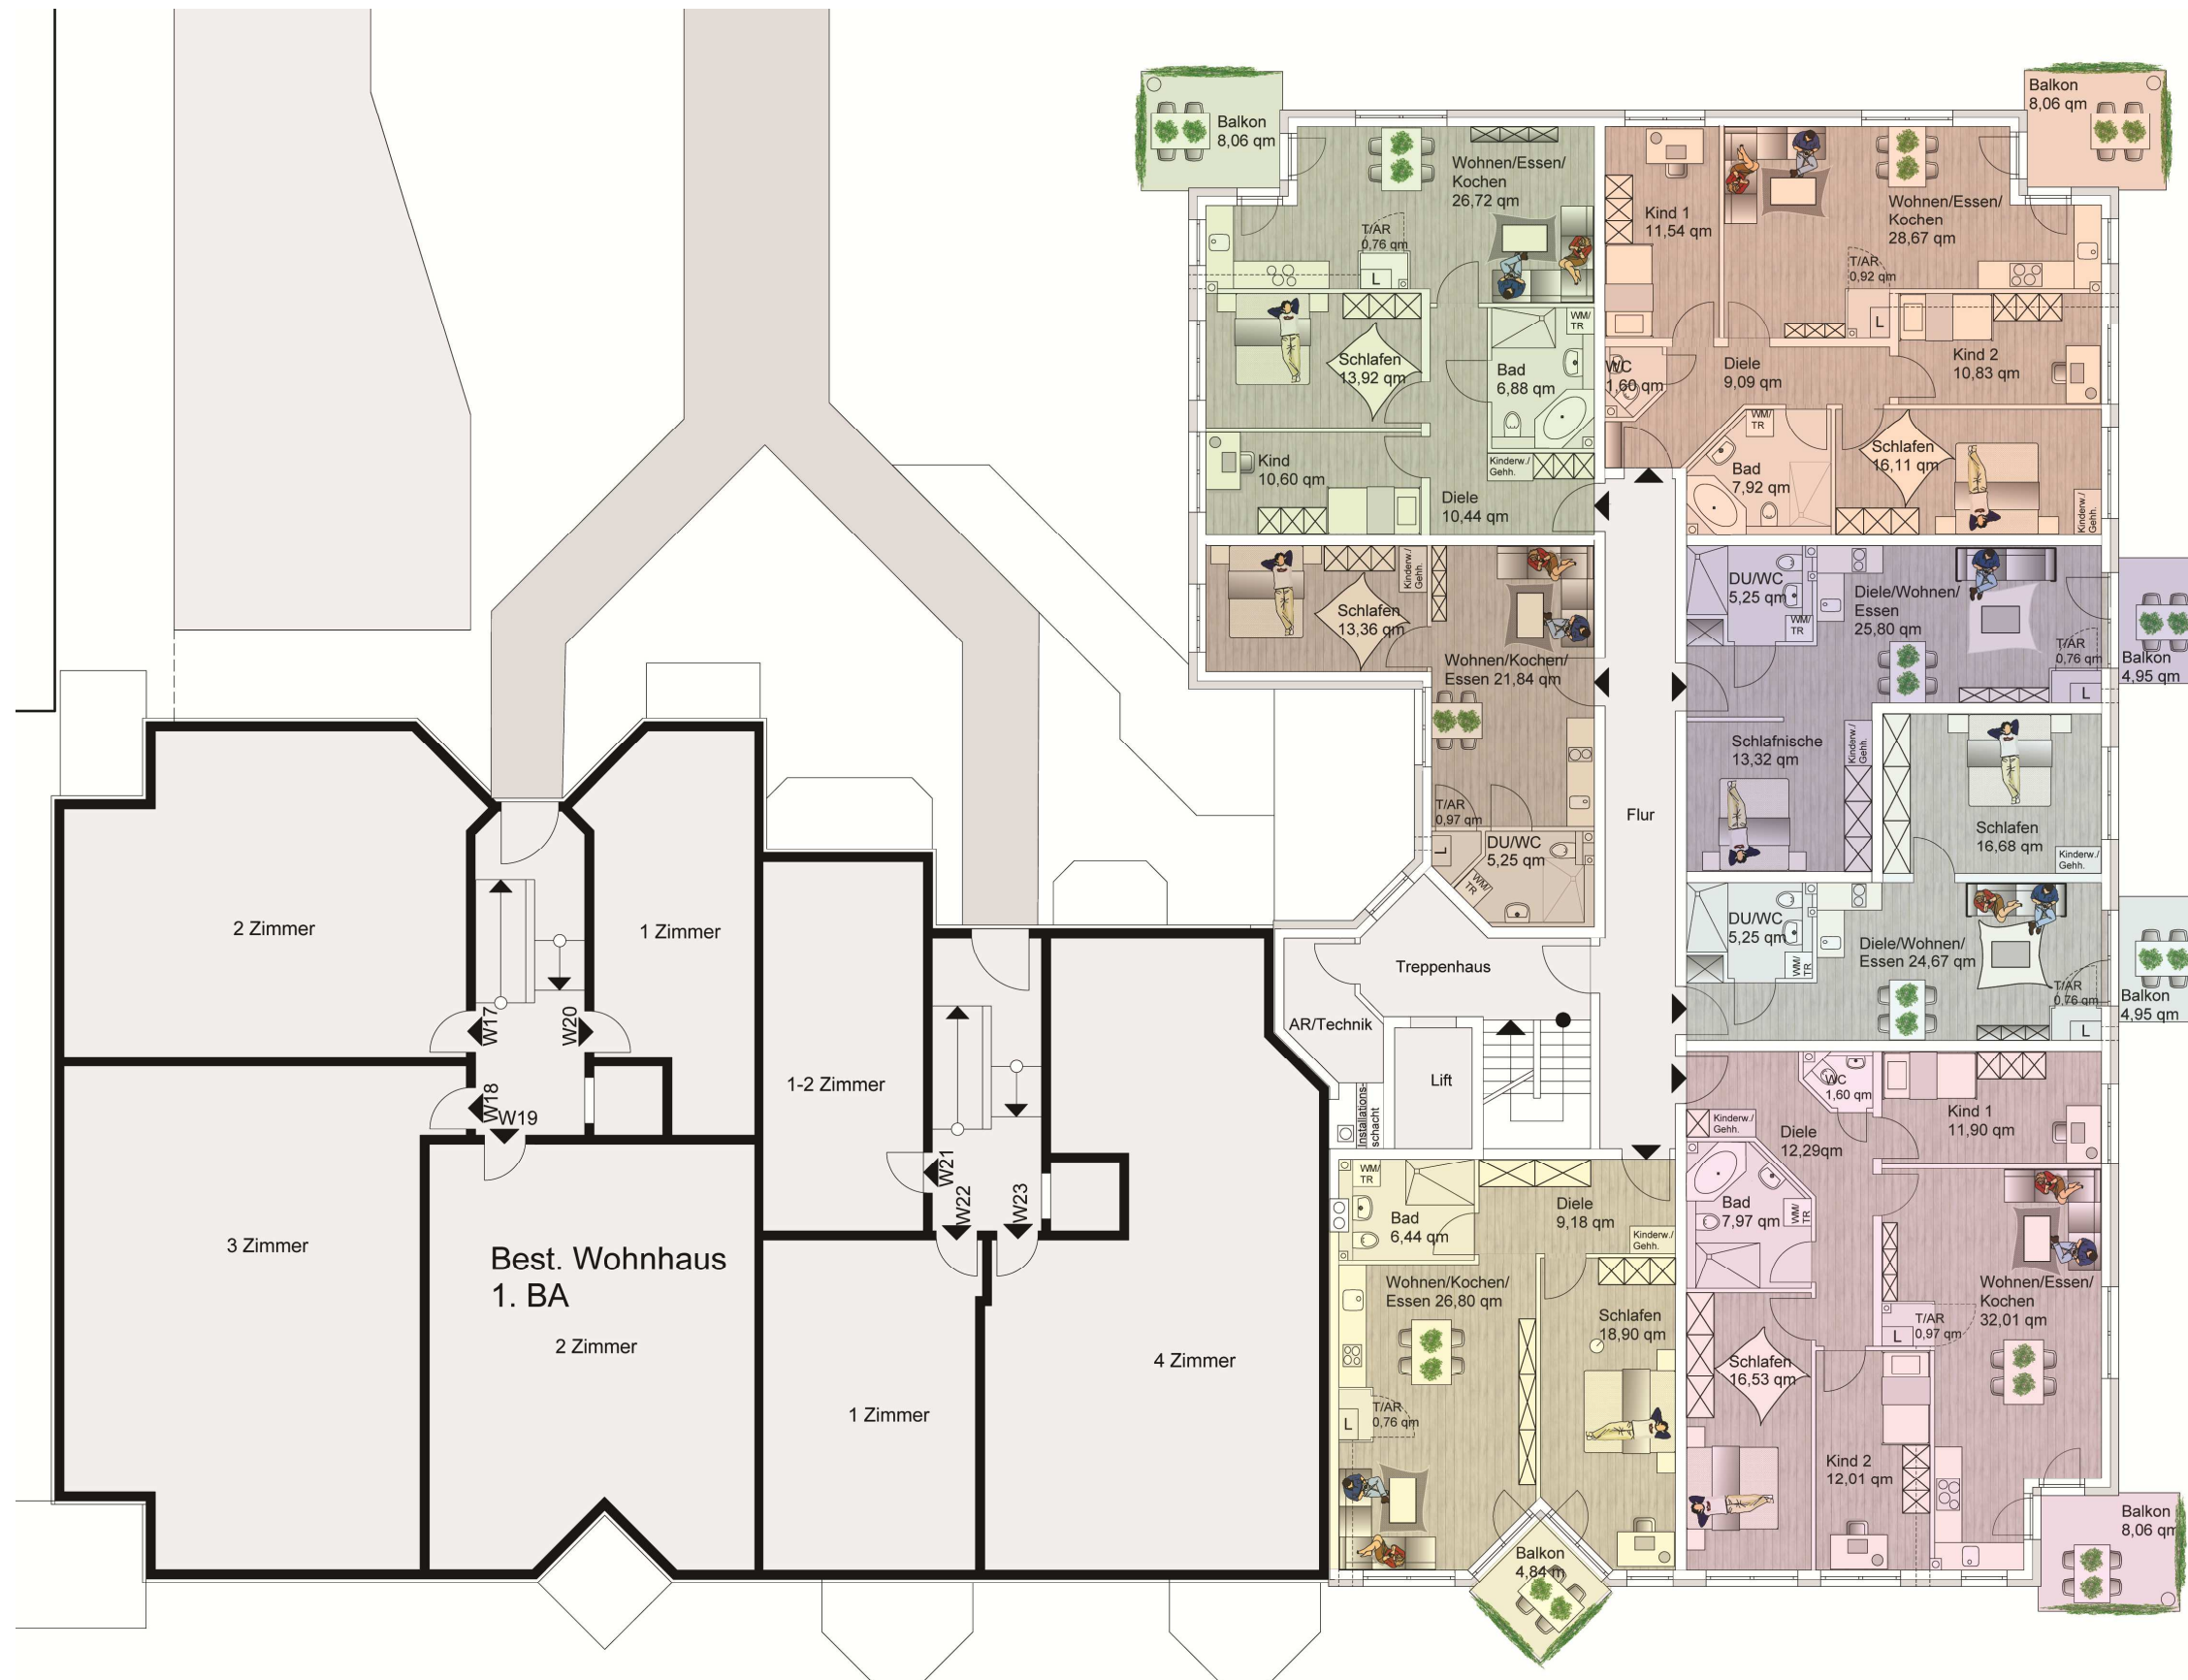 Balkon
8,06 qm
Wohnen/Essen/
Kochen
26,72 qm
T/AR
0,76 qm
L
WM/
TR
Schlafen
13,92 qm
Bad
6,88 qm
Kind
10,60 qm
Kinderw./
Gehh.
Diele
10,44 qm
Balkon
8,06 qm
Kind 1
11,54 qm
Wohnen/Essen/
Kochen
28,67 qm
T/AR
0,92 qm
L
WC
1,60 qm
Diele
9,09 qm
Kind 2
10,83 qm
WM/
TR
Bad
7,92 qm
Schlafen
16,11 qm
Kinderw./
Gehh.
Schlafen
13,36 qm
Kinderw./
Gehh.
Wohnen/Kochen/
Essen 21,84 qm
T/AR
0,97 qm
L
DU/WC
5,25 qm
WM/
TR
DU/WC
5,25 qm
WM/
TR
Diele/Wohnen/
Essen
25,80 qm
T/AR
0,76 qm
L
Balkon
4,95 qm
Schlafnische
13,32 qm
Kinderw./
Gehh.
Flur
Schlafen
16,68 qm
Kinderw./
Gehh.
DU/WC
5,25 qm
WM/
TR
Diele/Wohnen/
Essen 24,67 qm
T/AR
0,76 qm
L
Balkon
4,95 qm
Treppenhaus
AR/Technik
Lift
Installations-
schacht
WC
1,60 qm
Kinderw./
Gehh.
Diele
12,29qm
Kind 1
11,90 qm
Bad
7,97 qm
WM/
TR
Wohnen/Essen/
Kochen
32,01 qm
T/AR
0,97 qm
L
Schlafen
16,53 qm
Kind 2
12,01 qm
Balkon
8,06 qm
WM/
TR
Bad
6,44 qm
Diele
9,18 qm
Kinderw./
Gehh.
Wohnen/Kochen/
Essen 26,80 qm
Schlafen
18,90 qm
T/AR
0,76 qm
L
Balkon
4,84 m
2 Zimmer
1 Zimmer
W17
W20
W18
W19
1-2 Zimmer
3 Zimmer
Best. Wohnhaus
1. BA
2 Zimmer
W21
W22
W23
1 Zimmer
4 Zimmer